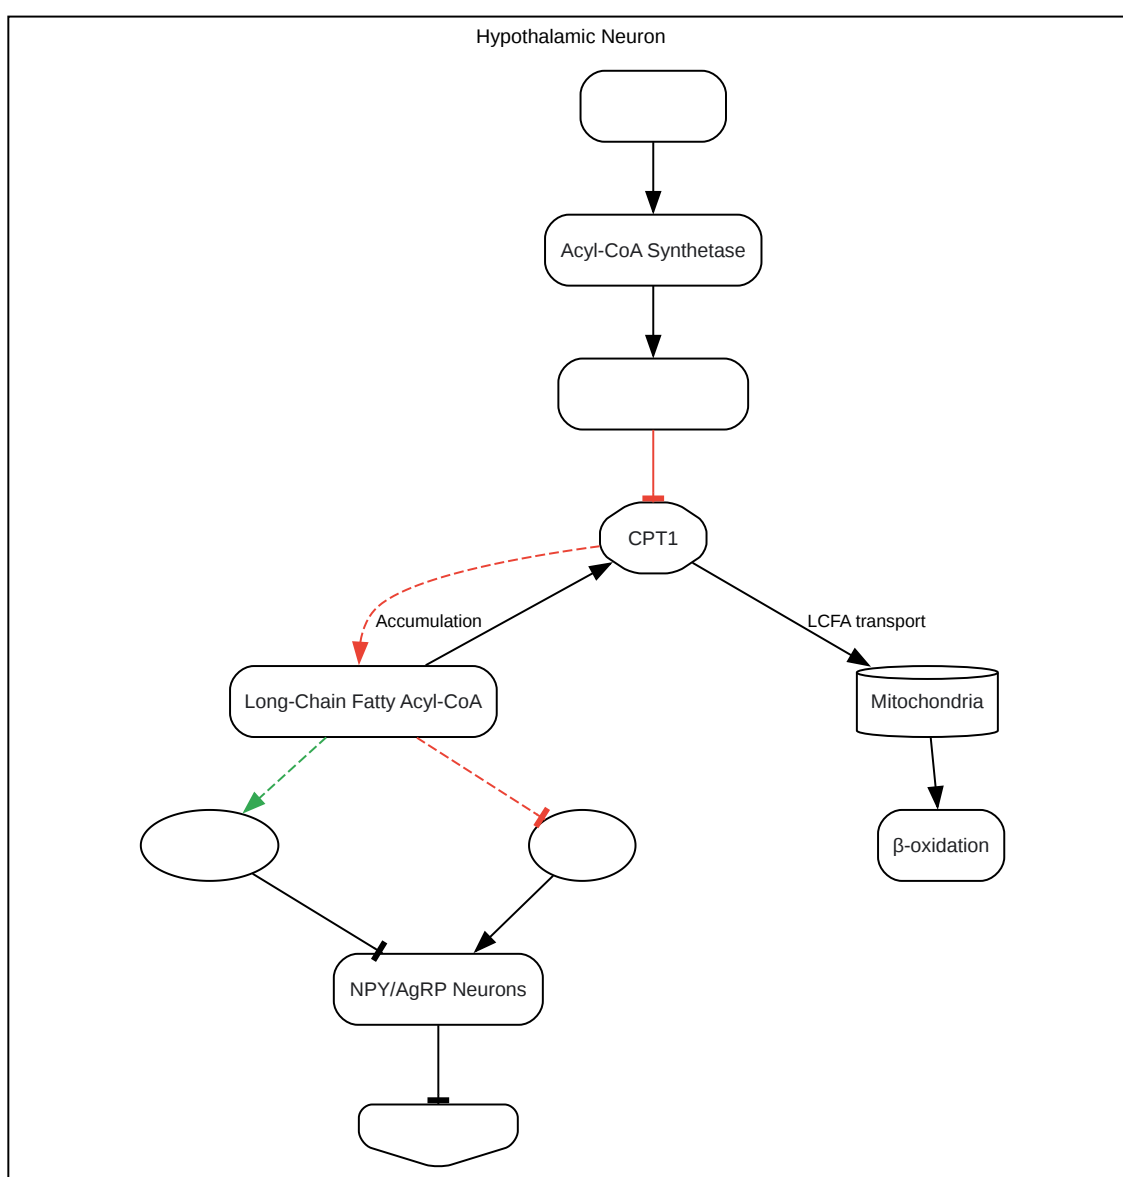 Hypothalamic Neuron
Acyl-CoA Synthetase
CPT1
Accumulation
LCFA transport
Long-Chain Fatty Acyl-CoA
Mitochondria
β-oxidation
NPY/AgRP Neurons